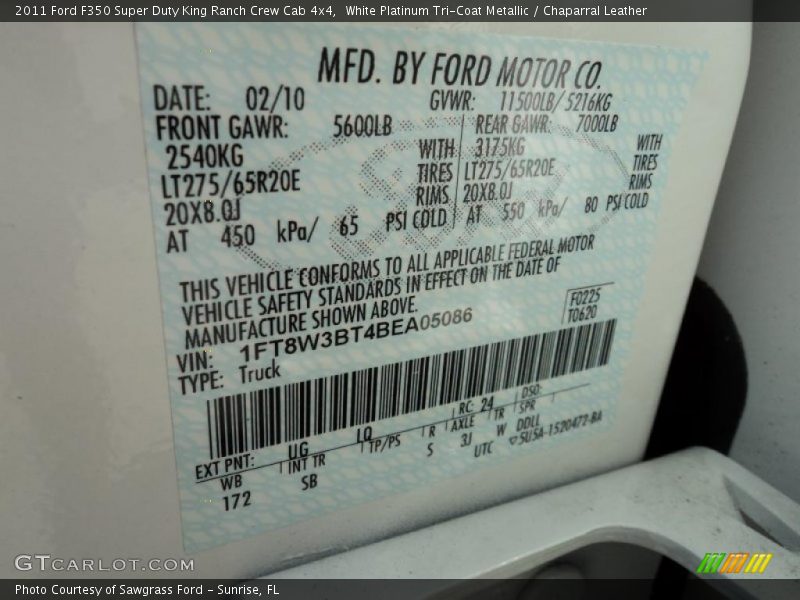 2011 Ford F350 Super Duty King Ranch Crew Cab 4x4,  White Platinum Tri-Coat Metallic / Chaparral Leather
MFD. BY FORD MOTOR CO.
DATE: 02/10 GVWR: 11500LB/5216KG
FRONT GAWR: 5600LB REAR GAWR: 7000LB
2540KG WITH 3175KG WITH
LT275/65R20E TIRES LT275/65R20E TIRES
20X8.0J RIMS 20X8.0J RIMS
AT 450 kPa/ 65 PSI COLD AT 550 kPa/ 80 PSI COLD
THIS VEHICLE CONFORMS TO ALL APPLICABLE FEDERAL MOTOR
VEHICLE SAFETY STANDARDS IN EFFECT ON THE DATE OF
MANUFACTURE SHOWN ABOVE.
F0225
T0620
VIN: 1FT8W3BT4BEA05086
TYPE: Truck
EXT PNT: UG LQ RC: 24 DSO:
WB INT TR TP/PS R AXLE TR SPR
172 SB S 3J W DDLL
UTC 5U5A-1520472-BA
GTCARLOT.COM
Photo Courtesy of Sawgrass Ford - Sunrise, FL